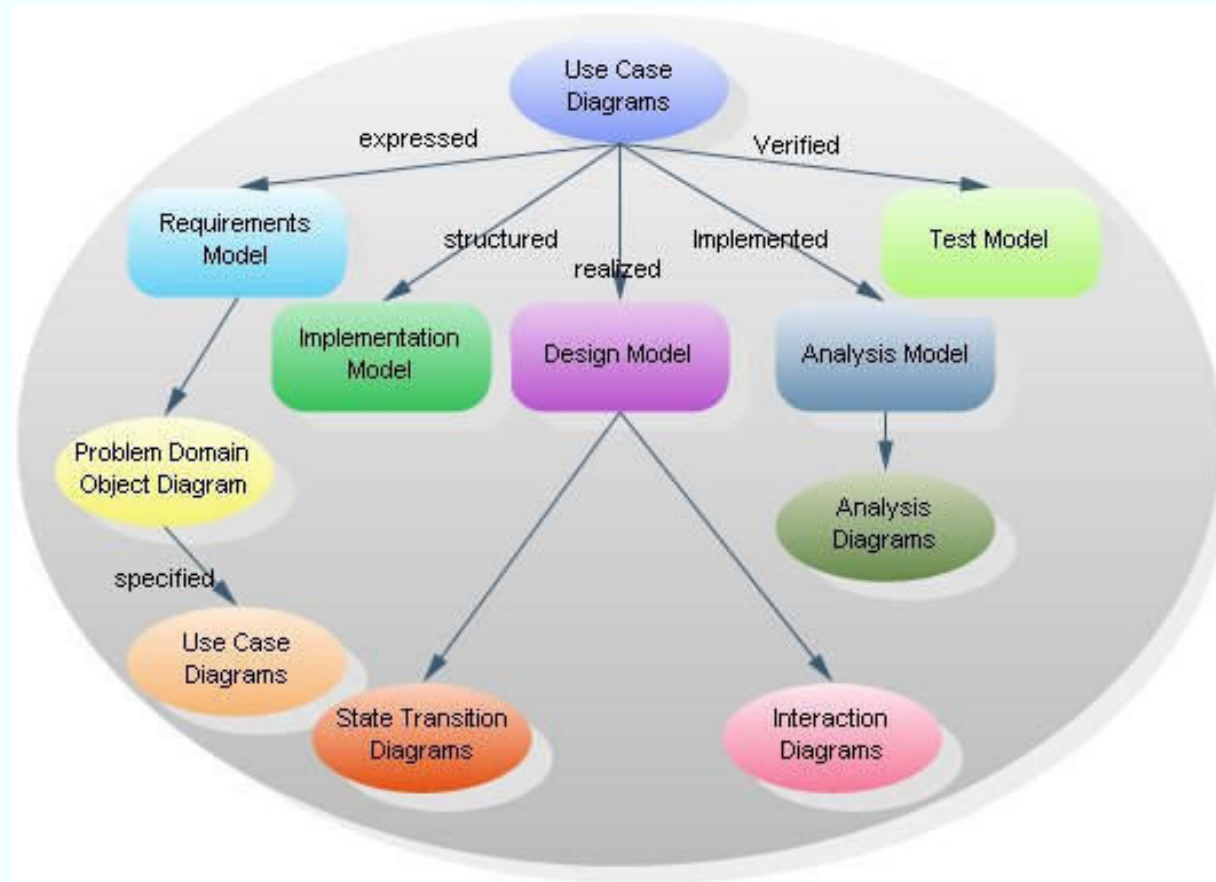 Use Case
Diagrams
expressed
Verified
Requirements
Model
structured
Implemented
Test Model
realized
Implementation
Model
Design Model
Analysis Model
Problem Domain
Object Diagram
Analysis
Diagrams
specified
Use Case
Diagrams
State Transition
Diagrams
Interaction
Diagrams